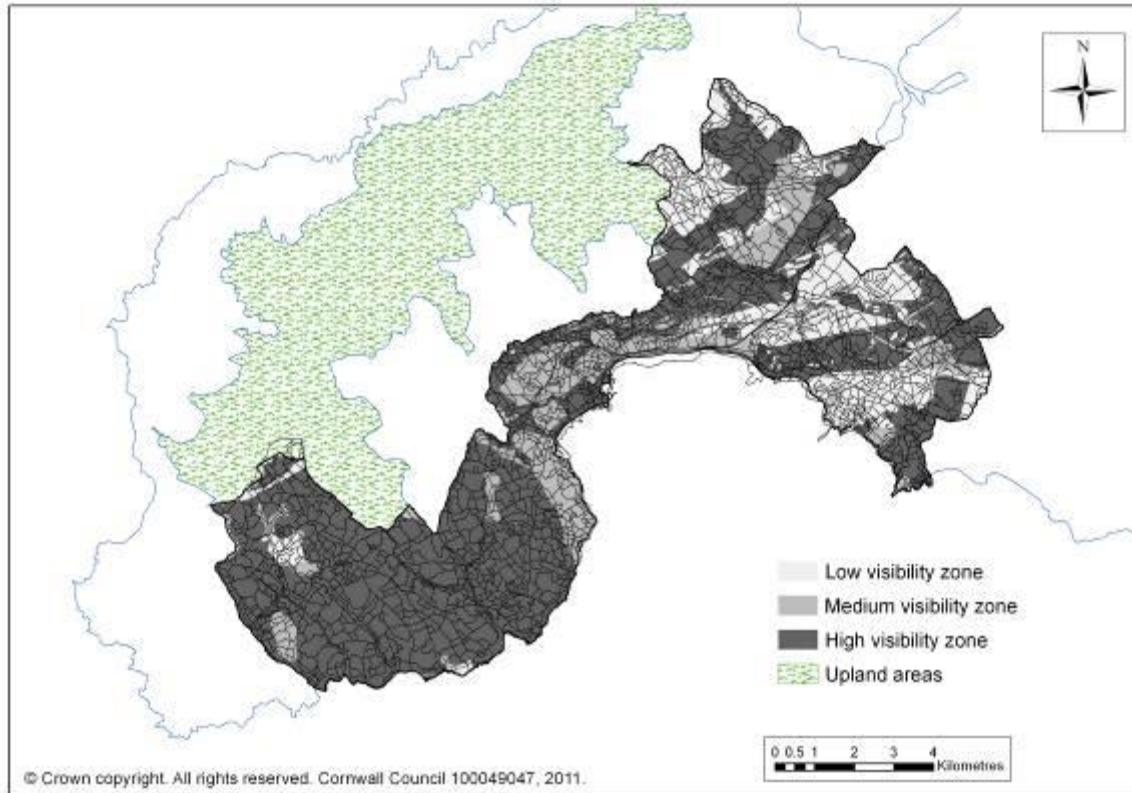 N
Low visibility zone
Medium visibility zone
High visibility zone
Upland areas
0 0.5 1 2 3 4
Kilometres
© Crown copyright. All rights reserved. Cornwall Council 100049047, 2011.